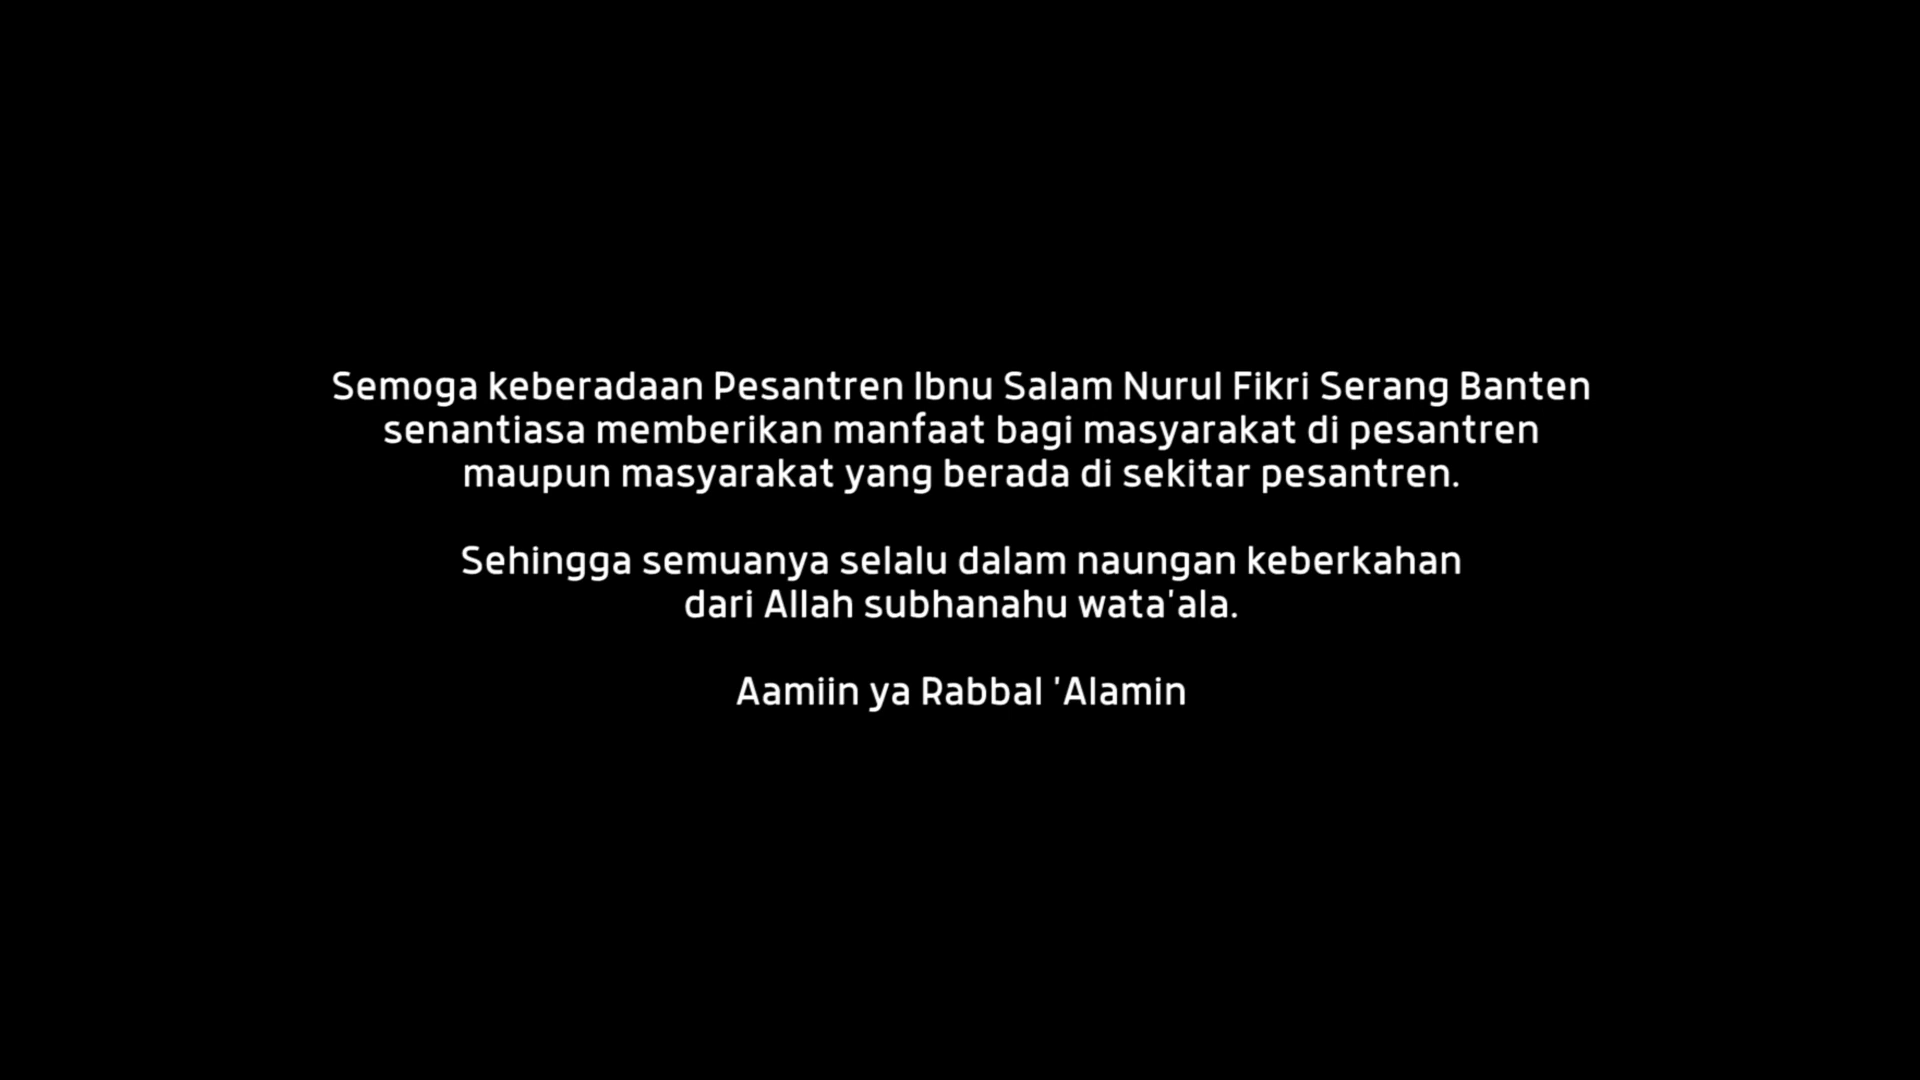 Semoga keberadaan Pesantren Ibnu Salam Nurul Fikri Serang Banten
senantiasa memberikan manfaat bagi masyarakat di pesantren
maupun masyarakat yang berada di sekitar pesantren.
Sehingga semuanya selalu dalam naungan keberkahan
dari Allah subhanahu wata'ala.
Aamiin ya Rabbal 'Alamin